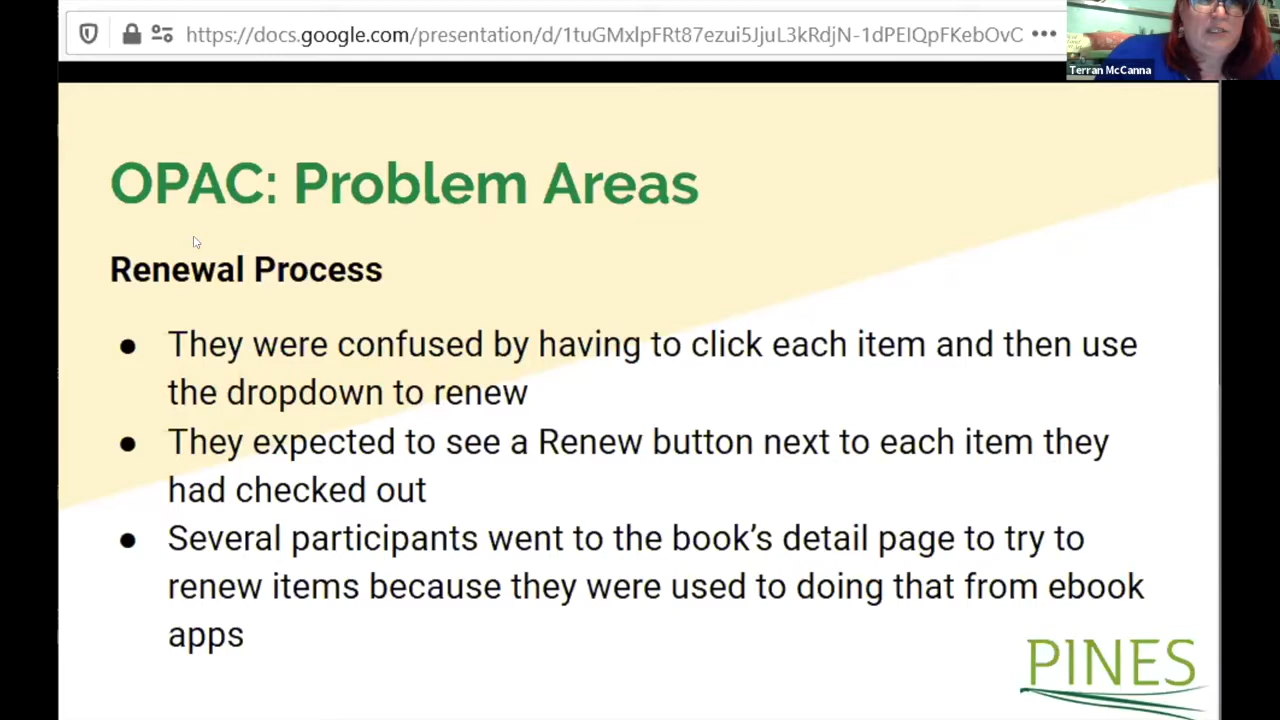 https://docs.google.com/presentation/d/1tuGMxlpFRt87ezui5JjuL3kRdjN-1dPEIQpFKebOvC
Terran McCanna
OPAC: Problem Areas
Renewal Process
● They were confused by having to click each item and then use
the dropdown to renew
● They expected to see a Renew button next to each item they
had checked out
● Several participants went to the book's detail page to try to
renew items because they were used to doing that from ebook
apps
PINES